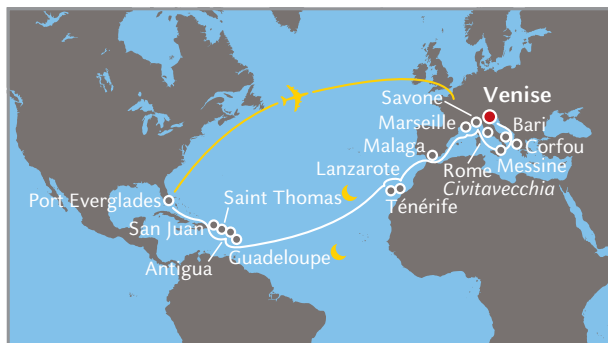 Savone
Venise
Marseille
Bari
Malaga
Corfou
Lanzarote
Rome
Messine
Civitavecchia
Port Everglades
Saint Thomas
Ténérife
San Juan
Antigua
Guadeloupe